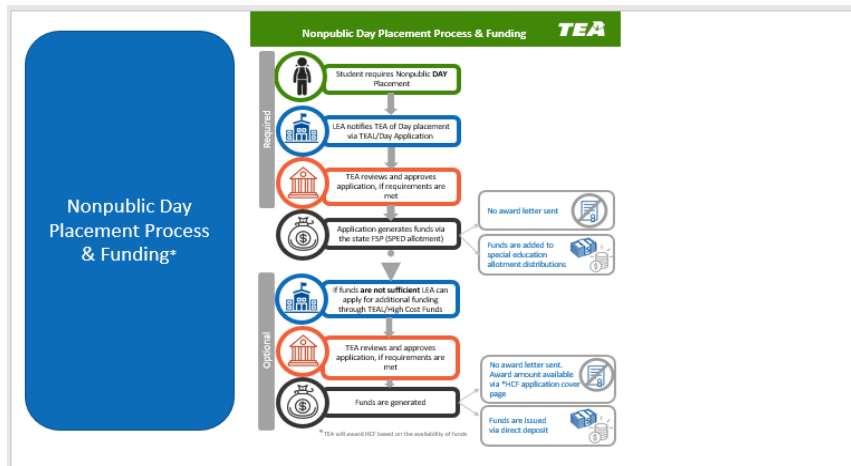 Nonpublic Day Placement Process & Funding
TEA
Nonpublic Day
Placement Process
& Funding*
Required
Student requires Nonpublic DAY
Placement
LEA notifies TEA of Day placement
via TEAL/Day Application
TEA reviews and approves
application, if requirements are
met
Application generates funds via
the state FSP (SPED allotment)
No award letter sent
Funds are added to
special education
allotment distributions
Optional
If funds are not sufficient LEA can
apply for additional funding
through TEAL/High Cost Funds
TEA reviews and approves
application, if requirements are
met
Funds are generated
No award letter sent.
Award amount available
via *HCF application cover
page
Funds are issued
via direct deposit
*TEA will award HCF based on the availability of funds